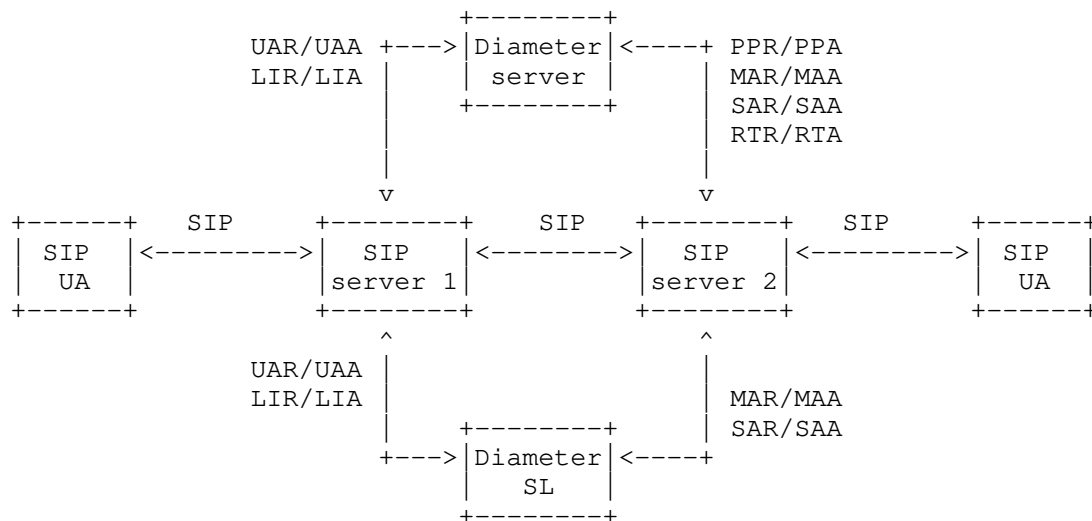 UAR/UAA Diameter PPR/PPA
LIR/LIA server MAR/MAA
SAR/SAA
RTR/RTA
SIP SIP SIP
SIP SIP SIP SIP
UA server 1 server 2 UA
UAR/UAA
LIR/LIA MAR/MAA
SAR/SAA
Diameter
SL